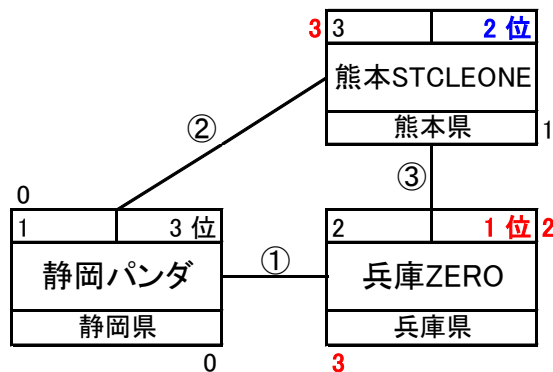 3 3 2 位
熊本STCLEONE
熊本県 1
②
③
0
1 3 位
静岡パンダ
静岡県
0
①
2 1 位 2
兵庫ZERO
兵庫県
3